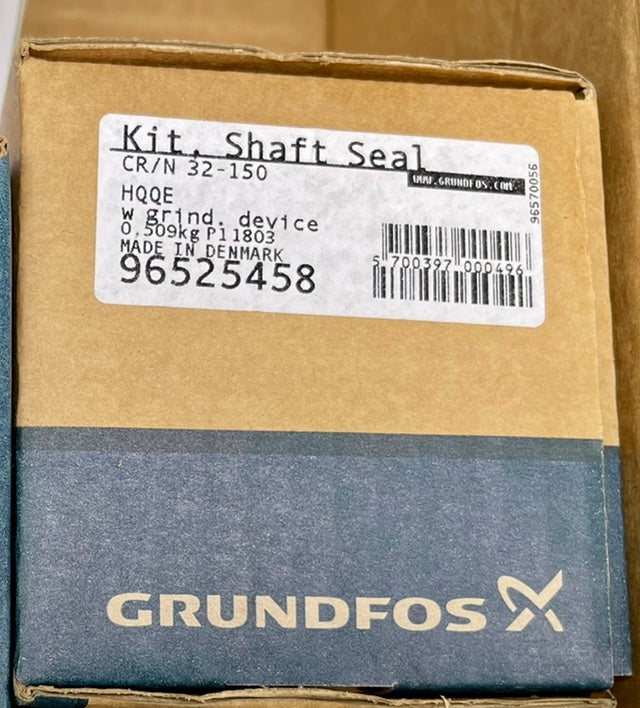 Kit, Shaft Seal
CR/N 32-150
WWW.GRUNDFOS.COM
HQQE
w grind. device
0,509kg P11803
MADE IN DENMARK
96525458
96570056
5 700397 000496
GRUNDFOS